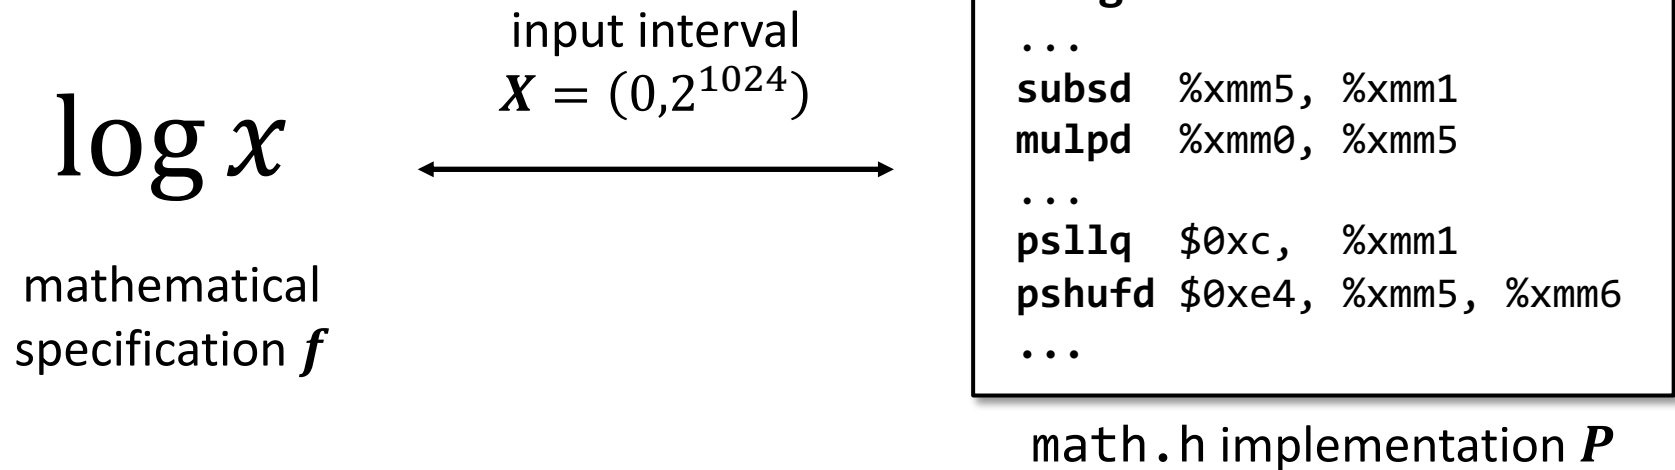 log x
mathematical
specification f
input interval
X = (0,2^1024)
...
subsd %xmm5, %xmm1
mulpd %xmm0, %xmm5
...
psllq $0xc, %xmm1
pshufd $0xe4, %xmm5, %xmm6
...
math.h implementation P